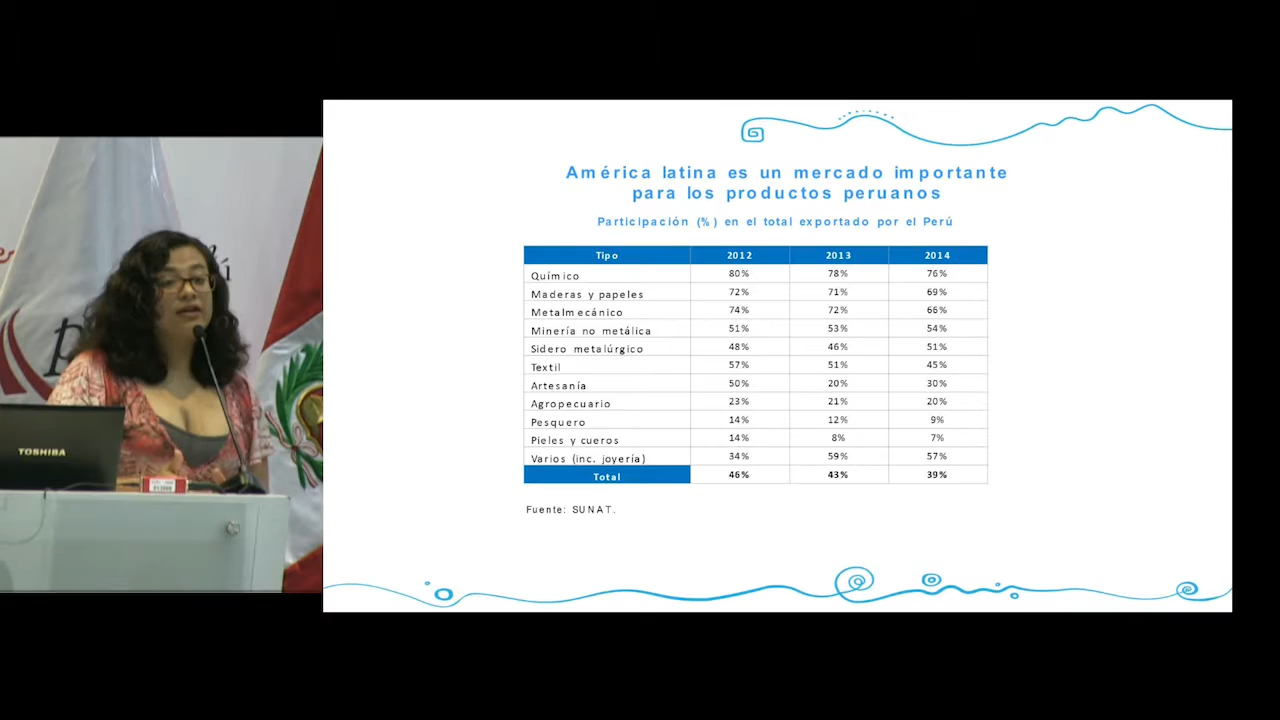 América latina es un mercado importante
para los productos peruanos
Participación (%) en el total exportado por el Perú
Tipo 2012 2013 2014
Químico 80% 78% 76%
Maderas y papeles 72% 71% 69%
Metalmecánico 74% 72% 66%
Minería no metálica 51% 53% 54%
Sidero metalúrgico 48% 46% 51%
Textil 57% 51% 45%
Artesanía 50% 20% 30%
Agropecuario 23% 21% 20%
Pesquero 14% 12% 9%
Pieles y cueros 14% 8% 7%
Varios (inc. joyería) 34% 59% 57%
Total 46% 43% 39%
Fuente: SUNAT.
TOSHIBA